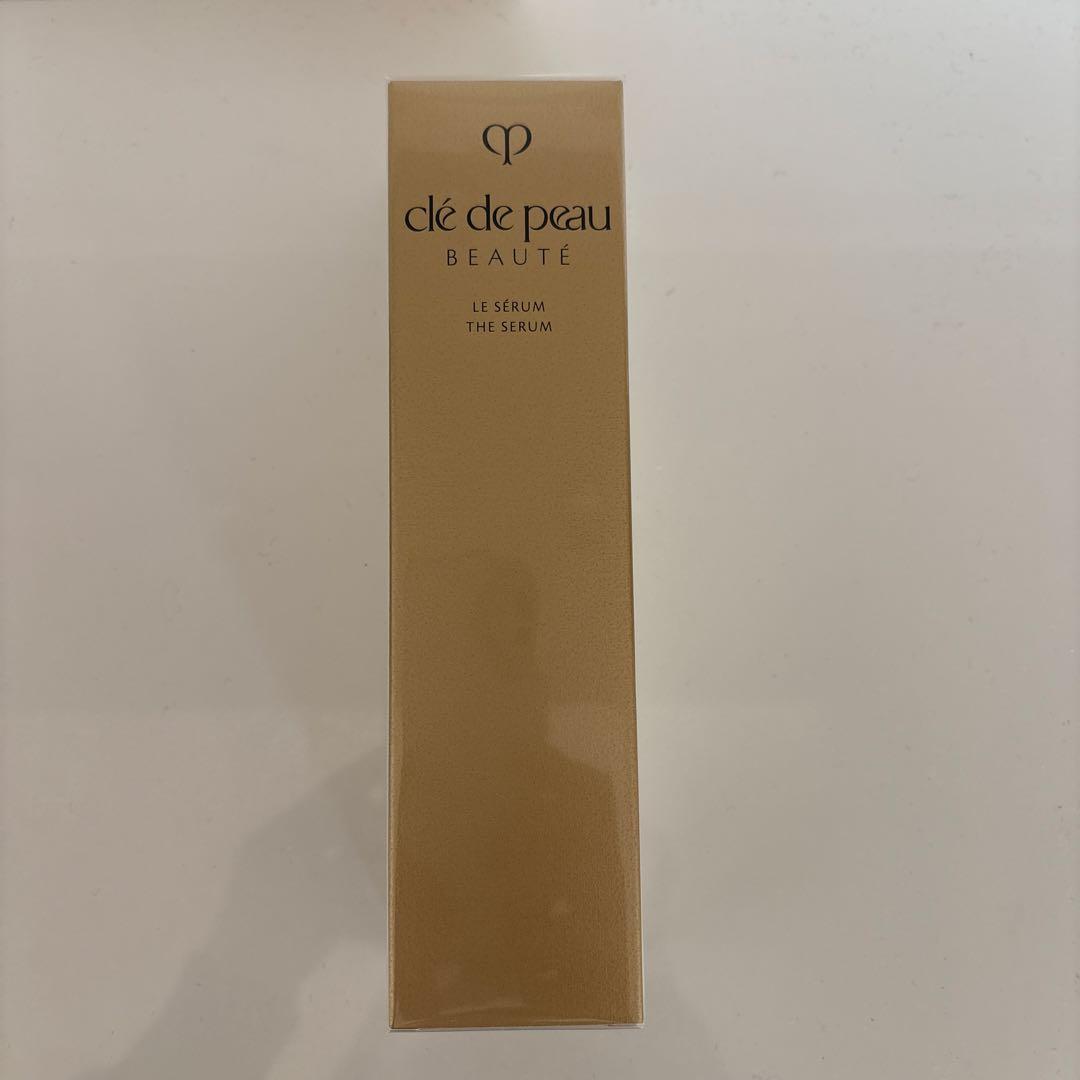 clé de peau
BEAUTÉ
LE SÉRUM
THE SERUM